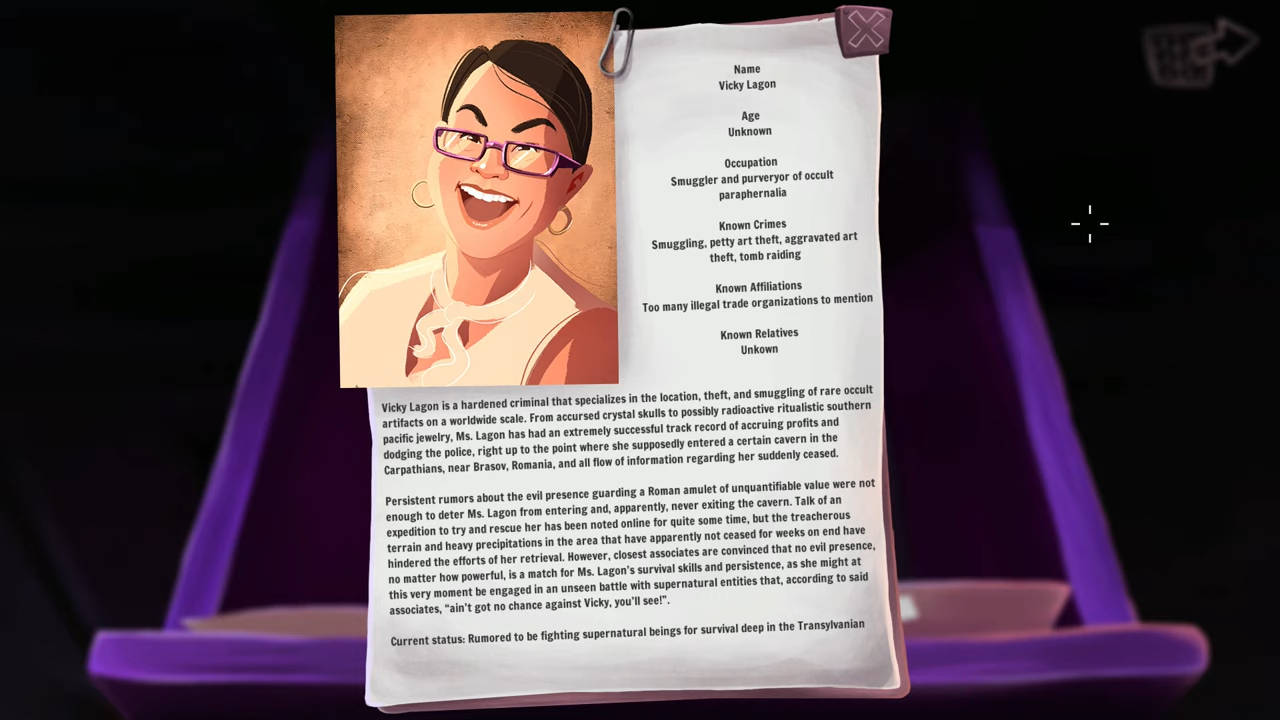 Name
Vicky Lagon
Age
Unknown
Occupation
Smuggler and purveryor of occult
paraphernalia
Known Crimes
Smuggling, petty art theft, aggravated art
theft, tomb raiding
Known Affiliations
Too many illegal trade organizations to mention
Known Relatives
Unkown
Vicky Lagon is a hardened criminal that specializes in the location, theft, and smuggling of rare occult
artifacts on a worldwide scale. From accursed crystal skulls to possibly radioactive ritualistic southern
pacific jewelry, Ms. Lagon has had an extremely successful track record of accruing profits and
dodging the police, right up to the point where she supposedly entered a certain cavern in the
Carpathians, near Brasov, Romania, and all flow of information regarding her suddenly ceased.
Persistent rumors about the evil presence guarding a Roman amulet of unquantifiable value were not
enough to deter Ms. Lagon from entering and, apparently, never exiting the cavern. Talk of an
expedition to try and rescue her has been noted online for quite some time, but the treacherous
terrain and heavy precipitations in the area that have apparently not ceased for weeks on end have
hindered the efforts of her retrieval. However, closest associates are convinced that no evil presence,
no matter how powerful, is a match for Ms. Lagon's survival skills and persistence, as she might at
this very moment be engaged in an unseen battle with supernatural entities that, according to said
associates, "ain't got no chance against Vicky, you'll see!".
Current status: Rumored to be fighting supernatural beings for survival deep in the Transylvanian